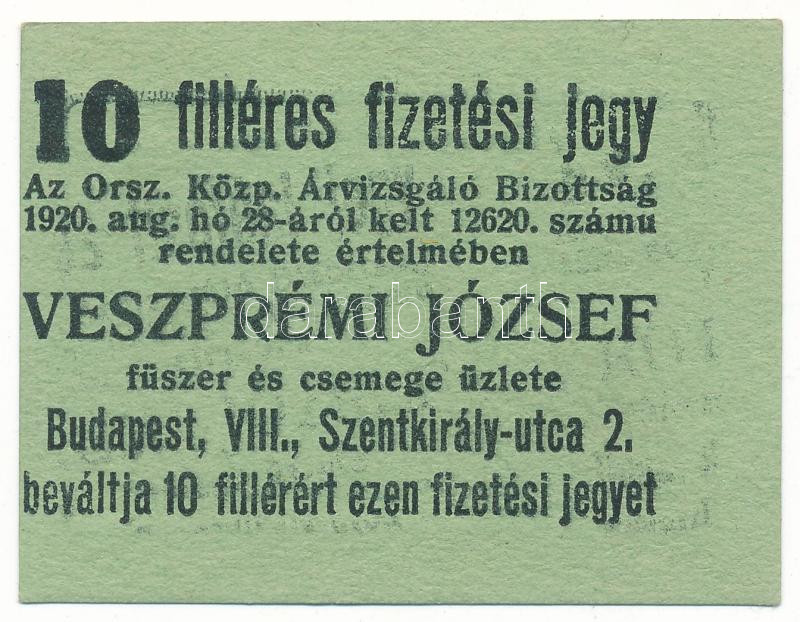 10 filléres fizetési jegy
Az Orsz. Közp. Árvizsgáló Bizottság
1920. aug. hó 28-áról kelt 12620. számu
rendelete értelmében
VESZPRÉMI JÓZSEF
darabanth
füszer és csemege üzlete
Budapest, VIII., Szentkirály-utca 2.
beváltja 10 fillérért ezen fizetési jegyet